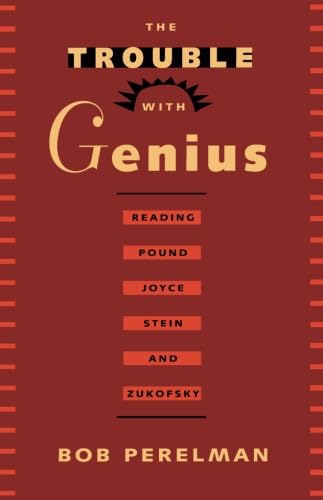 THE
TROUBLE
WITH
Genius
READING
POUND
JOYCE
STEIN
AND
ZUKOFSKY
BOB PERELMAN